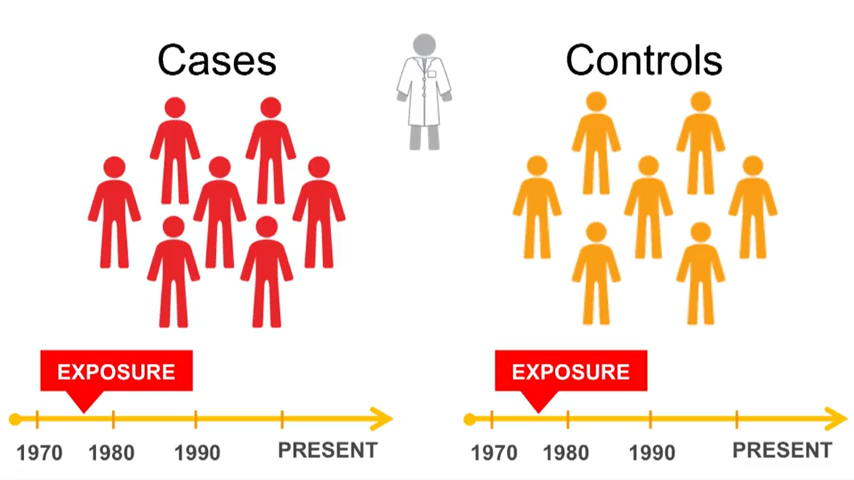 Cases
Controls
EXPOSURE
EXPOSURE
1970 1980 1990 PRESENT
1970 1980 1990 PRESENT